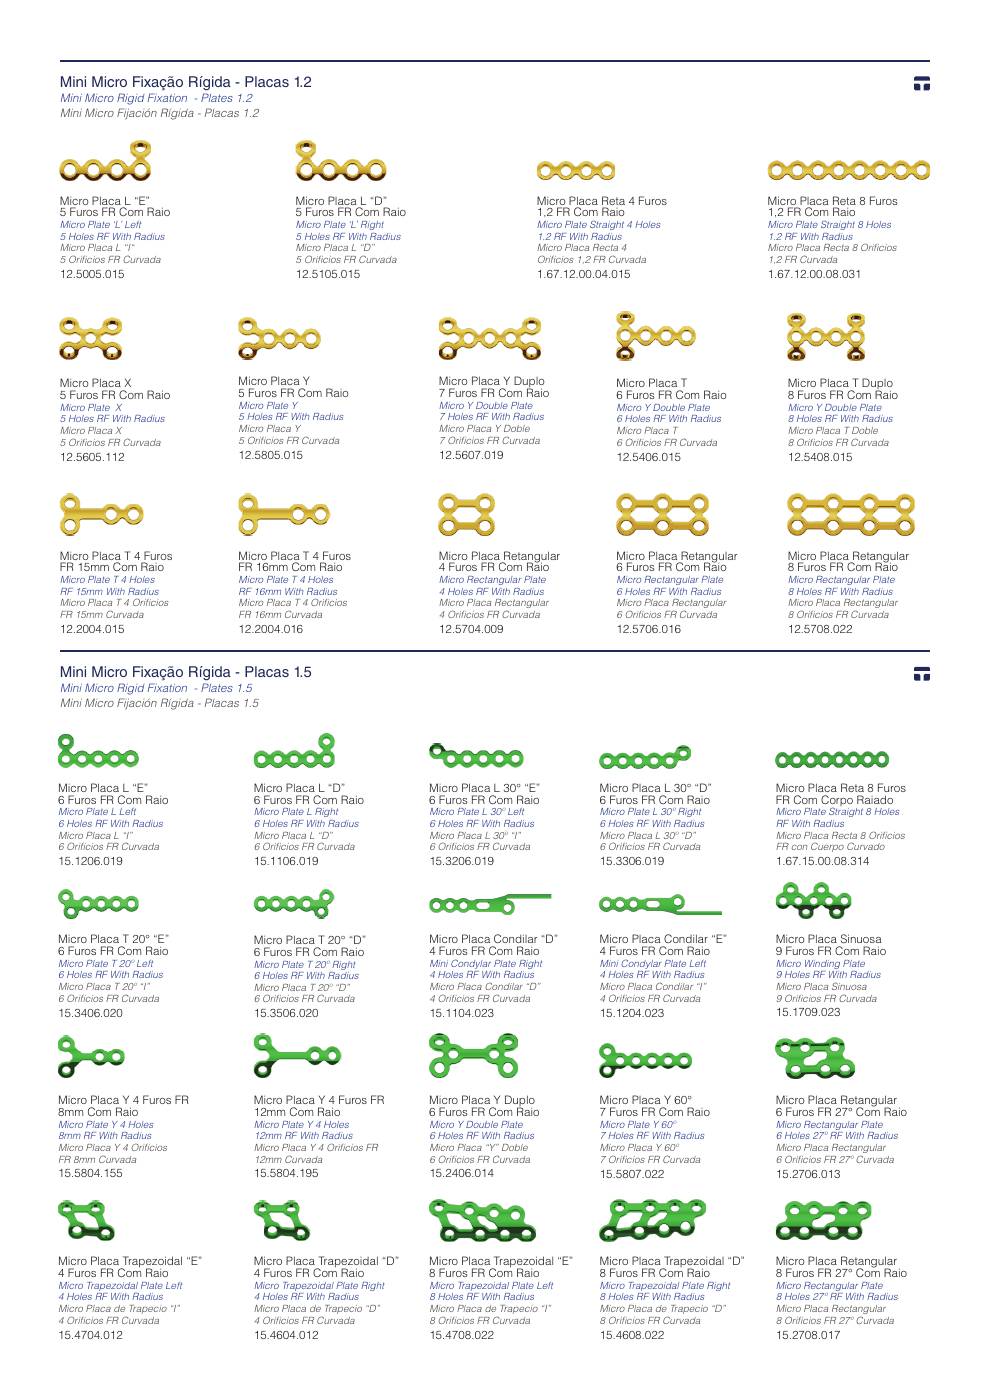 Mini Micro Fixação Rígida - Placas 1.2
Mini Micro Rigid Fixation - Plates 1.2
Mini Micro Fijación Rígida - Placas 1.2
Micro Placa L “E”
5 Furos FR Com Raio
Micro Plate ‘L’ Left
5 Holes RF With Radius
Micro Placa L “I“
5 Orifícios FR Curvada
12.5005.015
Micro Placa L “D”
5 Furos FR Com Raio
Micro Plate ‘L’ Right
5 Holes RF With Radius
Micro Placa L “D”
5 Orifícios FR Curvada
12.5105.015
Micro Placa Reta 4 Furos
1,2 FR Com Raio
Micro Plate Straight 4 Holes
1.2 RF With Radius
Micro Placa Recta 4
Orifícios 1,2 FR Curvada
1.67.12.00.04.015
Micro Placa Reta 8 Furos
1,2 FR Com Raio
Micro Plate Straight 8 Holes
1.2 RF With Radius
Micro Placa Recta 8 Orifícios
1,2 FR Curvada
1.67.12.00.08.031
Micro Placa X
5 Furos FR Com Raio
Micro Plate X
5 Holes RF With Radius
Micro Placa X
5 Orifícios FR Curvada
12.5605.112
Micro Placa Y
5 Furos FR Com Raio
Micro Plate Y
5 Holes RF With Radius
Micro Placa Y
5 Orifícios FR Curvada
12.5805.015
Micro Placa Y Duplo
7 Furos FR Com Raio
Micro Y Double Plate
7 Holes RF With Radius
Micro Placa Y Doble
7 Orifícios FR Curvada
12.5607.019
Micro Placa T
6 Furos FR Com Raio
Micro Y Double Plate
6 Holes RF With Radius
Micro Placa T
6 Orifícios FR Curvada
12.5406.015
Micro Placa T Duplo
8 Furos FR Com Raio
Micro Y Double Plate
8 Holes RF With Radius
Micro Placa T Doble
8 Orifícios FR Curvada
12.5408.015
Micro Placa T 4 Furos
FR 15mm Com Raio
Micro Plate T 4 Holes
RF 15mm With Radius
Micro Placa T 4 Orifícios
FR 15mm Curvada
12.2004.015
Micro Placa T 4 Furos
FR 16mm Com Raio
Micro Plate T 4 Holes
RF 16mm With Radius
Micro Placa T 4 Orifícios
FR 16mm Curvada
12.2004.016
Micro Placa Retangular
4 Furos FR Com Raio
Micro Rectangular Plate
4 Holes RF With Radius
Micro Placa Rectangular
4 Orifícios FR Curvada
12.5704.009
Micro Placa Retangular
6 Furos FR Com Raio
Micro Rectangular Plate
6 Holes RF With Radius
Micro Placa Rectangular
6 Orifícios FR Curvada
12.5706.016
Micro Placa Retangular
8 Furos FR Com Raio
Micro Rectangular Plate
8 Holes RF With Radius
Micro Placa Rectangular
8 Orifícios FR Curvada
12.5708.022
Mini Micro Fixação Rígida - Placas 1.5
Mini Micro Rigid Fixation - Plates 1.5
Mini Micro Fijación Rígida - Placas 1.5
Micro Placa L “E”
6 Furos FR Com Raio
Micro Plate L Left
6 Holes RF With Radius
Micro Placa L “I”
6 Orifícios FR Curvada
15.1206.019
Micro Placa L “D”
6 Furos FR Com Raio
Micro Plate L Right
6 Holes RF With Radius
Micro Placa L “D”
6 Orifícios FR Curvada
15.1106.019
Micro Placa L 30° “E”
6 Furos FR Com Raio
Micro Plate L 30° Left
6 Holes RF With Radius
Micro Placa L 30° “I”
6 Orifícios FR Curvada
15.3206.019
Micro Placa L 30° “D”
6 Furos FR Com Raio
Micro Plate L 30° Right
6 Holes RF With Radius
Micro Placa L 30° “D”
6 Orifícios FR Curvada
15.3306.019
Micro Placa Reta 8 Furos
FR Com Corpo Raiado
Micro Plate Straight 8 Holes
RF With Radius
Micro Placa Recta 8 Orifícios
FR con Cuerpo Curvado
1.67.15.00.08.314
Micro Placa T 20° “E”
6 Furos FR Com Raio
Micro Plate T 20° Left
6 Holes RF With Radius
Micro Placa T 20° “I”
6 Orifícios FR Curvada
15.3406.020
Micro Placa T 20° “D”
6 Furos FR Com Raio
Micro Plate T 20° Right
6 Holes RF With Radius
Micro Placa T 20° “D”
6 Orifícios FR Curvada
15.3506.020
Micro Placa Condilar “D”
4 Furos FR Com Raio
Mini Condylar Plate Right
4 Holes RF With Radius
Micro Placa Condilar “D”
4 Orifícios FR Curvada
15.1104.023
Micro Placa Condilar “E”
4 Furos FR Com Raio
Mini Condylar Plate Left
4 Holes RF With Radius
Micro Placa Condilar “I”
4 Orifícios FR Curvada
15.1204.023
Micro Placa Sinuosa
9 Furos FR Com Raio
Micro Winding Plate
9 Holes RF With Radius
Micro Placa Sinuosa
9 Orifícios FR Curvada
15.1709.023
Micro Placa Y 4 Furos FR
8mm Com Raio
Micro Plate Y 4 Holes
8mm RF With Radius
Micro Placa Y 4 Orifícios
FR 8mm Curvada
15.5804.155
Micro Placa Y 4 Furos FR
12mm Com Raio
Micro Plate Y 4 Holes
12mm RF With Radius
Micro Placa Y 4 Orifícios FR
12mm Curvada
15.5804.195
Micro Placa Y Duplo
6 Furos FR Com Raio
Micro Y Double Plate
6 Holes RF With Radius
Micro Placa “Y” Doble
6 Orifícios FR Curvada
15.2406.014
Micro Placa Y 60°
7 Furos FR Com Raio
Micro Plate Y 60°
7 Holes RF With Radius
Micro Placa Y 60°
7 Orifícios FR Curvada
15.5807.022
Micro Placa Retangular
6 Furos FR 27° Com Raio
Micro Rectangular Plate
6 Holes 27° RF With Radius
Micro Placa Rectangular
6 Orifícios FR 27° Curvada
15.2706.013
Micro Placa Trapezoidal “E”
4 Furos FR Com Raio
Micro Trapezoidal Plate Left
4 Holes RF With Radius
Micro Placa de Trapecio “I”
4 Orifícios FR Curvada
15.4704.012
Micro Placa Trapezoidal “D”
4 Furos FR Com Raio
Micro Trapezoidal Plate Right
4 Holes RF With Radius
Micro Placa de Trapecio “D”
4 Orifícios FR Curvada
15.4604.012
Micro Placa Trapezoidal “E”
8 Furos FR Com Raio
Micro Trapezoidal Plate Left
8 Holes RF With Radius
Micro Placa de Trapecio “I”
8 Orifícios FR Curvada
15.4708.022
Micro Placa Trapezoidal “D”
8 Furos FR Com Raio
Micro Trapezoidal Plate Right
8 Holes RF With Radius
Micro Placa de Trapecio “D”
8 Orifícios FR Curvada
15.4608.022
Micro Placa Retangular
8 Furos FR 27° Com Raio
Micro Rectangular Plate
8 Holes 27° RF With Radius
Micro Placa Rectangular
8 Orifícios FR 27° Curvada
15.2708.017